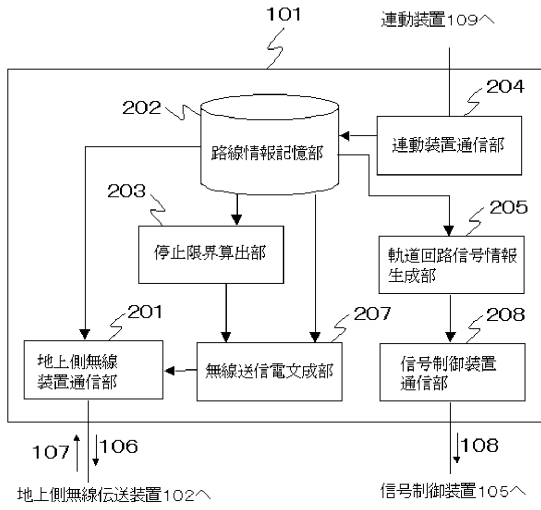 連動装置109へ
101
202
204
路線情報記憶部
連動装置通信部
203
205
停止限界算出部
軌道回路信号情報
生成部
201
207
208
地上側無線
装置通信部
無線送信電文成部
信号制御装置
通信部
107
106
108
地上側無線伝送装置102へ
信号制御装置105へ